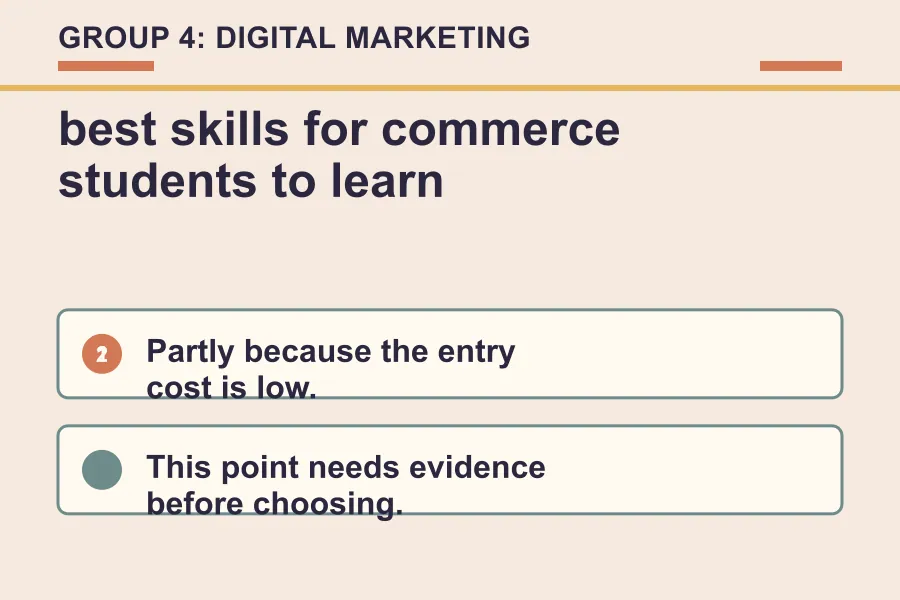 GROUP 4: DIGITAL MARKETING
best skills for commerce
students to learn
2 Partly because the entry
cost is low.
This point needs evidence
before choosing.